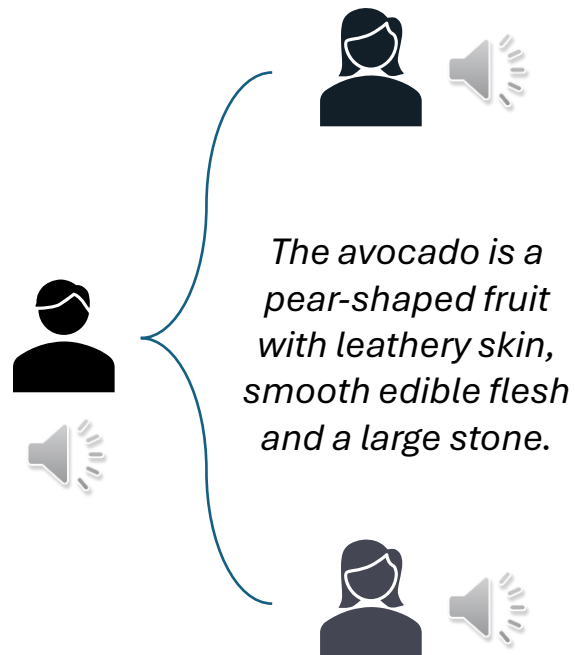 The avocado is a
pear-shaped fruit
with leathery skin,
smooth edible flesh
and a large stone.